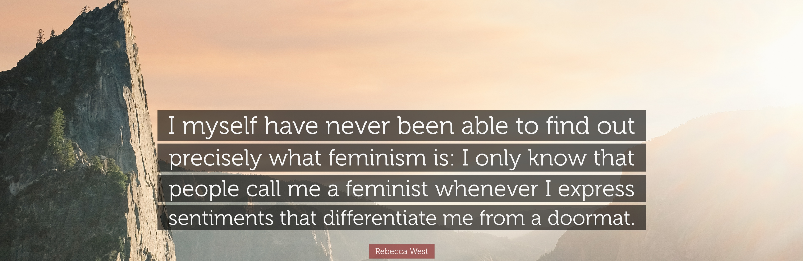 I myself have never been able to find out
precisely what feminism is: I only know that
people call me a feminist whenever I express
sentiments that differentiate me from a doormat.
Rebecca West